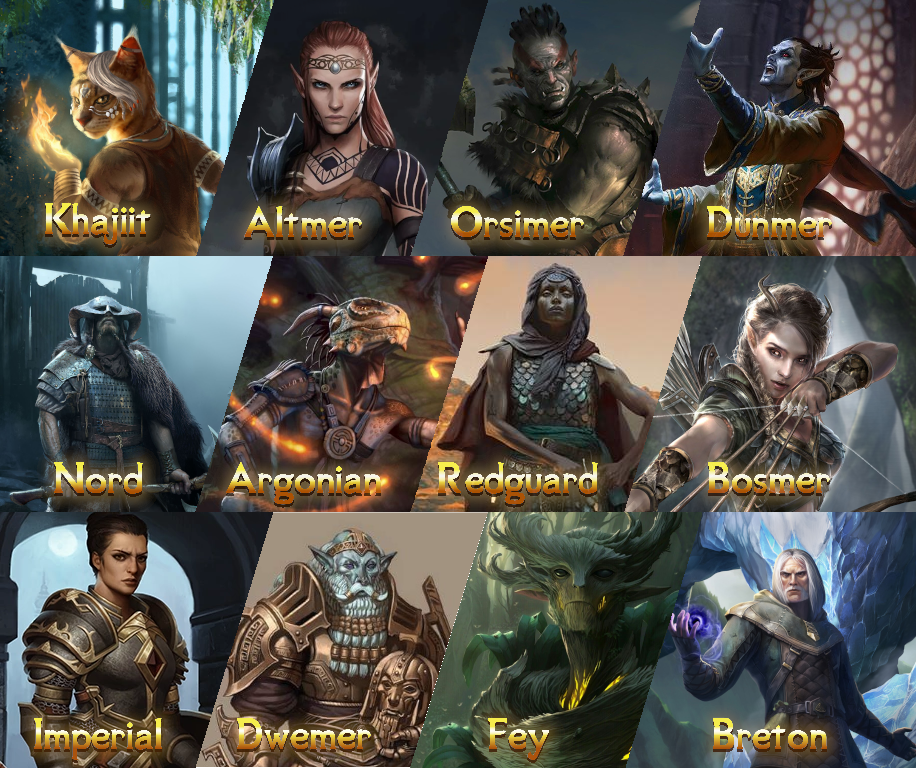 Khajiit
Altmer
Orsimer
Dunmer
Nord
Argonian
Redguard
Bosmer
Imperial
Dwemer
Fey
Breton